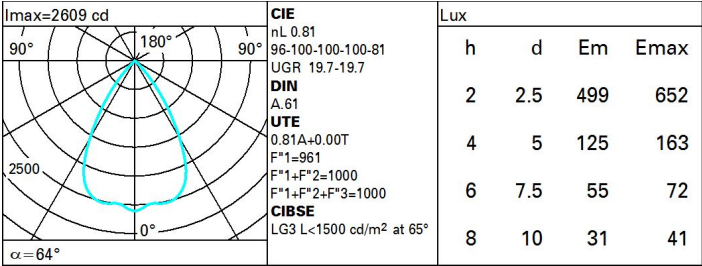 Imax=2609 cd
90°
180°
90°
2500
0°
α=64°
CIE
nL 0.81
96-100-100-100-81
UGR 19.7-19.7
DIN
A.61
UTE
0.81A+0.00T
F"1=961
F"1+F"2=1000
F"1+F"2+F"3=1000
CIBSE
LG3 L<1500 cd/m² at 65°
Lux
h d Em Emax
2 2.5 499 652
4 5 125 163
6 7.5 55 72
8 10 31 41